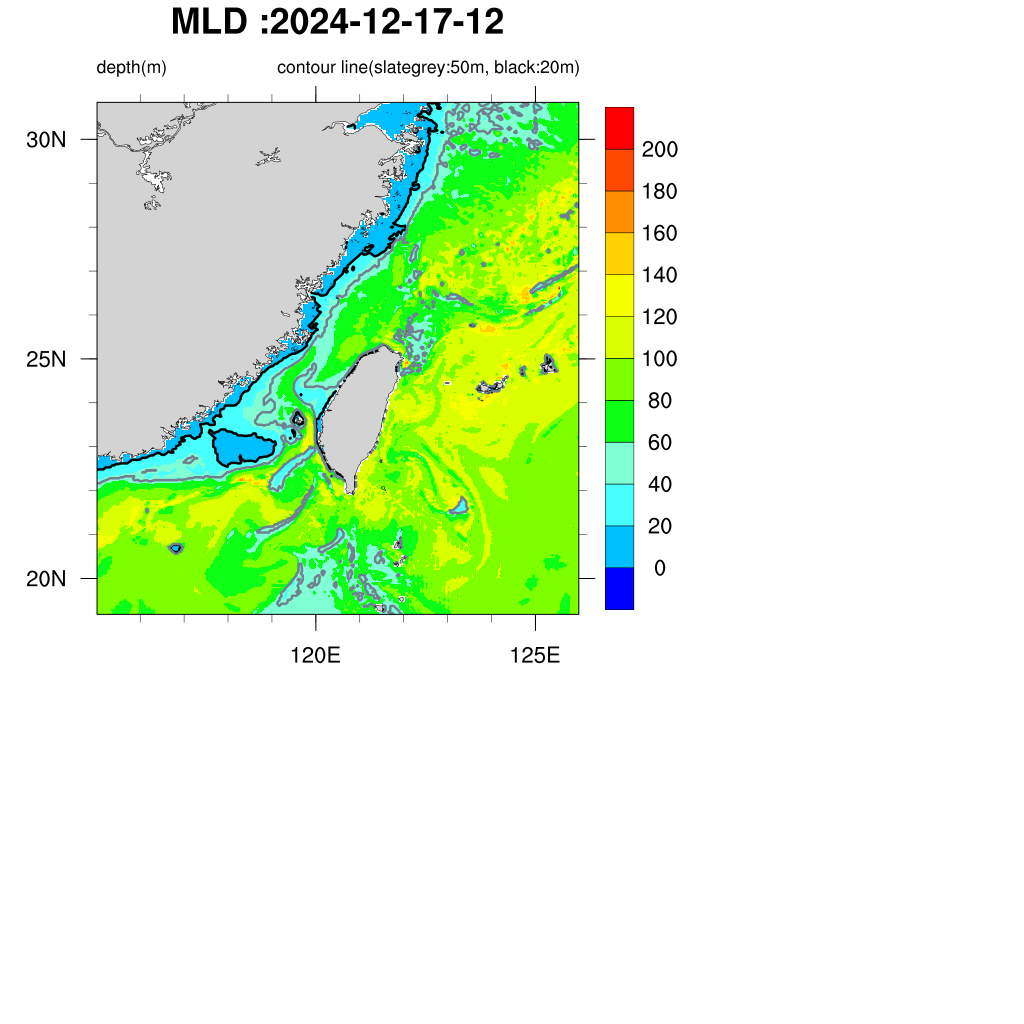 MLD :2024-12-17-12
depth(m)
contour line(slategrey:50m, black:20m)
30N
25N
20N
120E
125E
200
180
160
140
120
100
80
60
40
20
0